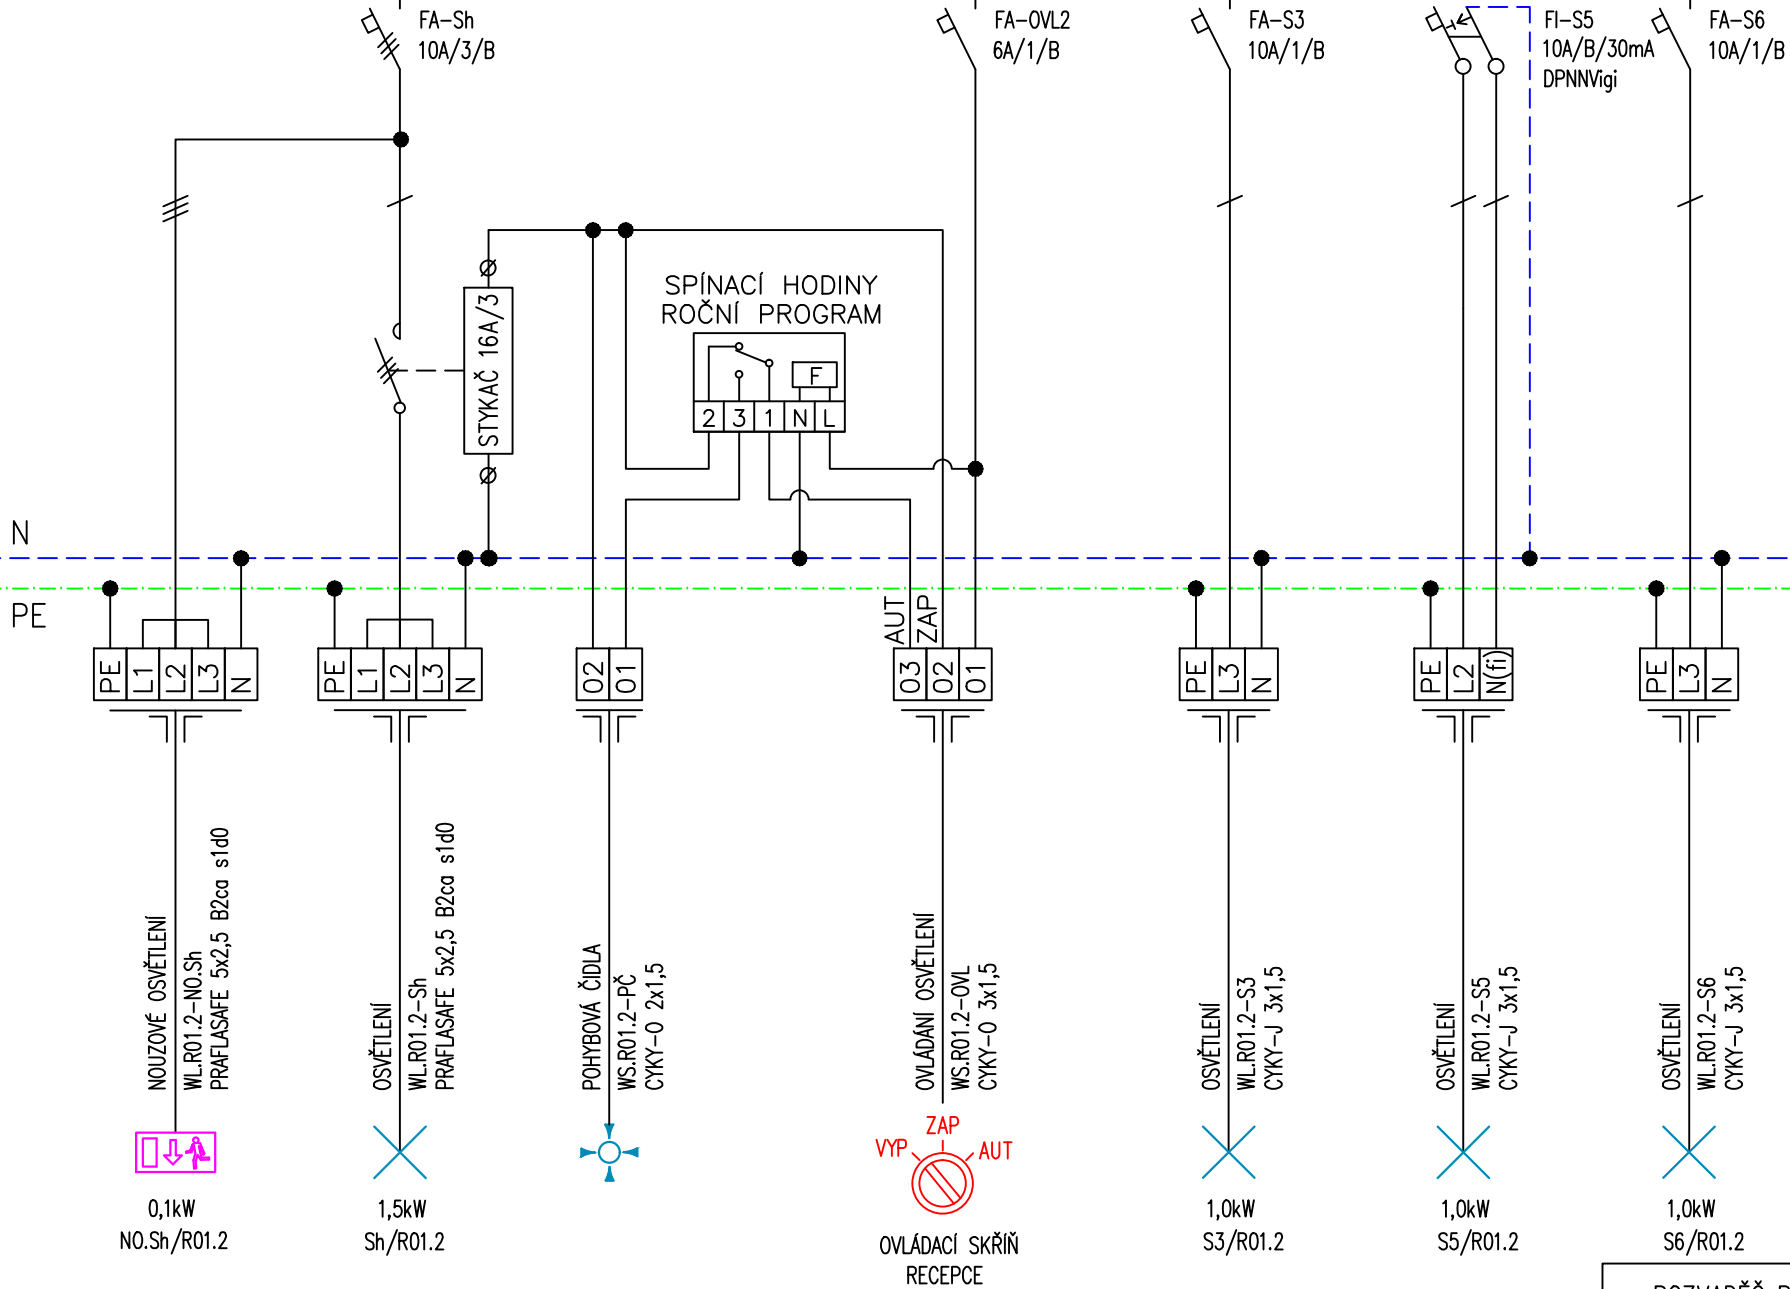 FA-Sh
10A/3/B
FA-OVL2
6A/1/B
FA-S3
10A/1/B
FI-S5
10A/B/30mA
DPNNVigi
FA-S6
10A/1/B
SPÍNACÍ HODINY
ROČNÍ PROGRAM
STYKAČ 16A/3
F
2 3 1 N L
N
PE
AUT
ZAP
PE L1 L2 L3 N
PE L1 L2 L3 N
02 01
03 02 01
PE L3 N
PE L2 N(fi)
PE L3 N
NOUZOVÉ OSVĚTLENÍ
WL.R01.2-NO.Sh
PRAFLASAFE 5x2,5 B2ca s1d0
OSVĚTLENÍ
WL.R01.2-Sh
PRAFLASAFE 5x2,5 B2ca s1d0
POHYBOVÁ ČIDLA
WS.R01.2-PČ
CYKY-O 2x1,5
OVLÁDÁNÍ OSVĚTLENÍ
WS.R01.2-OVL
CYKY-O 3x1,5
OSVĚTLENÍ
WL.R01.2-S3
CYKY-J 3x1,5
OSVĚTLENÍ
WL.R01.2-S5
CYKY-J 3x1,5
OSVĚTLENÍ
WL.R01.2-S6
CYKY-J 3x1,5
VYP
ZAP
AUT
0,1kW
NO.Sh/R01.2
1,5kW
Sh/R01.2
OVLÁDACÍ SKŘÍŇ
RECEPCE
1,0kW
S3/R01.2
1,0kW
S5/R01.2
1,0kW
S6/R01.2